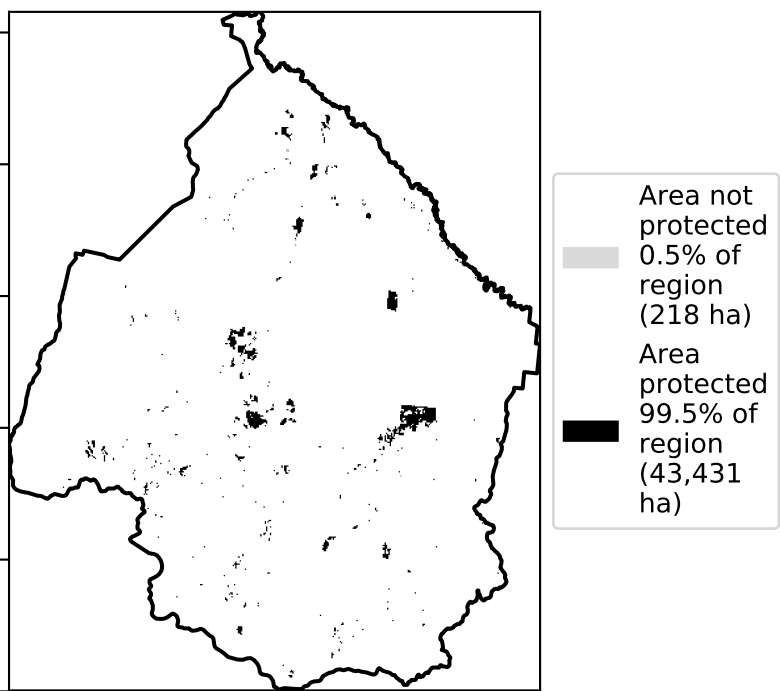 Area not
protected
0.5% of
region
(218 ha)
Area
protected
99.5% of
region
(43,431
ha)